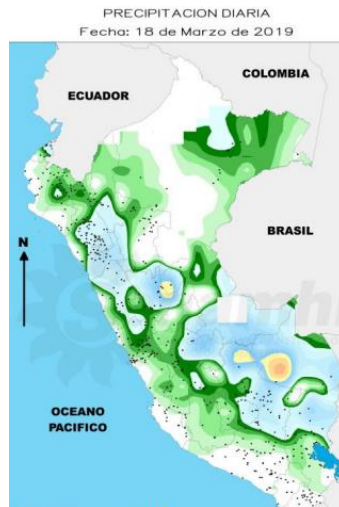 PRECIPITACION DIARIA
Fecha: 18 de Marzo de 2019
COLOMBIA
ECUADOR
BRASIL
N
OCEANO
PACIFICO